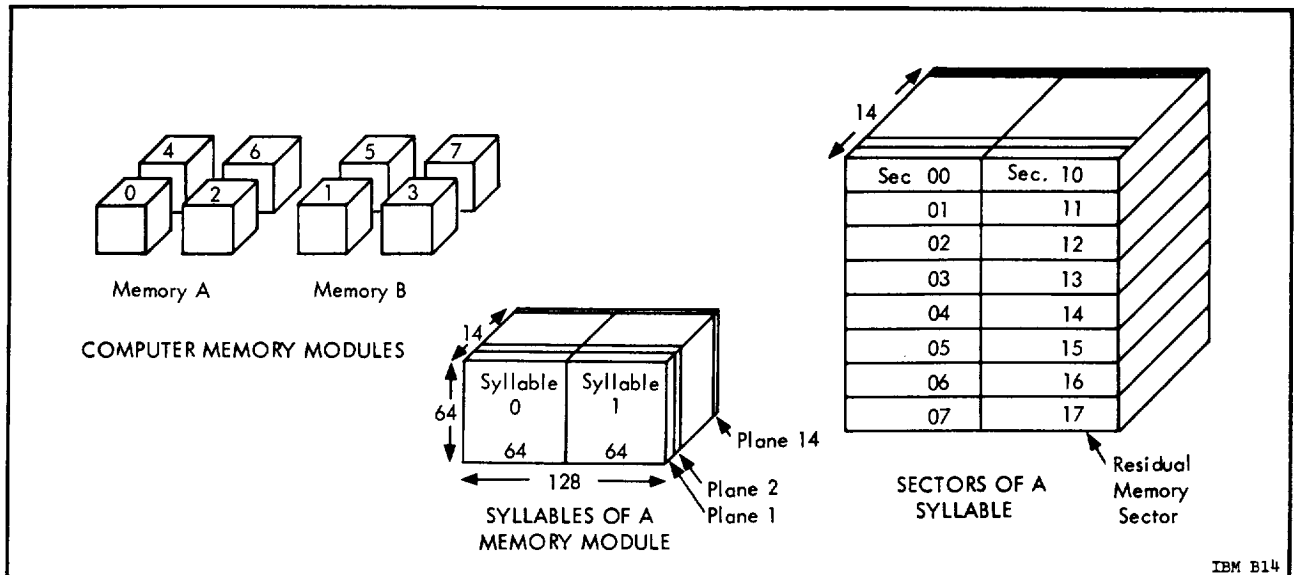 4 6 5 7
0 2 1 3
Memory A Memory B
COMPUTER MEMORY MODULES
14
64
Syllable 0
Syllable 1
64 64
128
Plane 14
Plane 2
Plane 1
SYLLABLES OF A
MEMORY MODULE
14
Sec 00 Sec. 10
01 11
02 12
03 13
04 14
05 15
06 16
07 17
Residual
Memory
Sector
SECTORS OF A
SYLLABLE
IBM B14